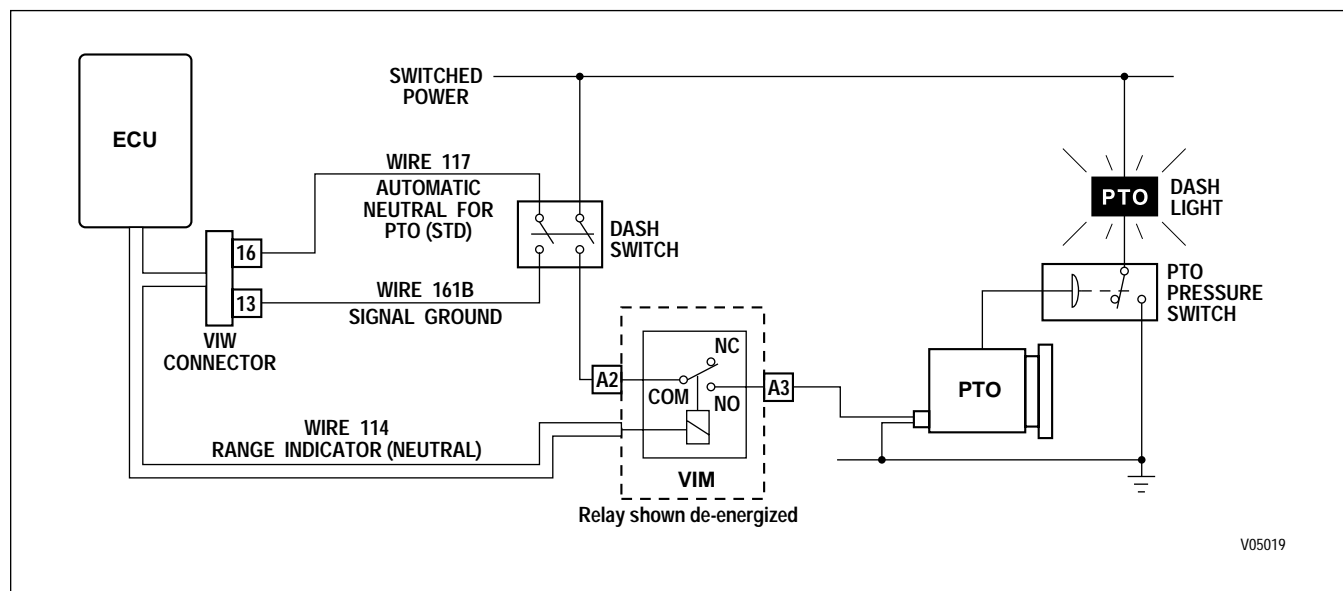 SWITCHED
POWER
ECU
WIRE 117
AUTOMATIC
NEUTRAL FOR
PTO (STD)
PTO
DASH
LIGHT
DASH
SWITCH
16
13
WIRE 161B
SIGNAL GROUND
VIW
CONNECTOR
PTO
PRESSURE
SWITCH
NC
A2
COM
NO
A3
PTO
WIRE 114
RANGE INDICATOR (NEUTRAL)
VIM
Relay shown de-energized
V05019